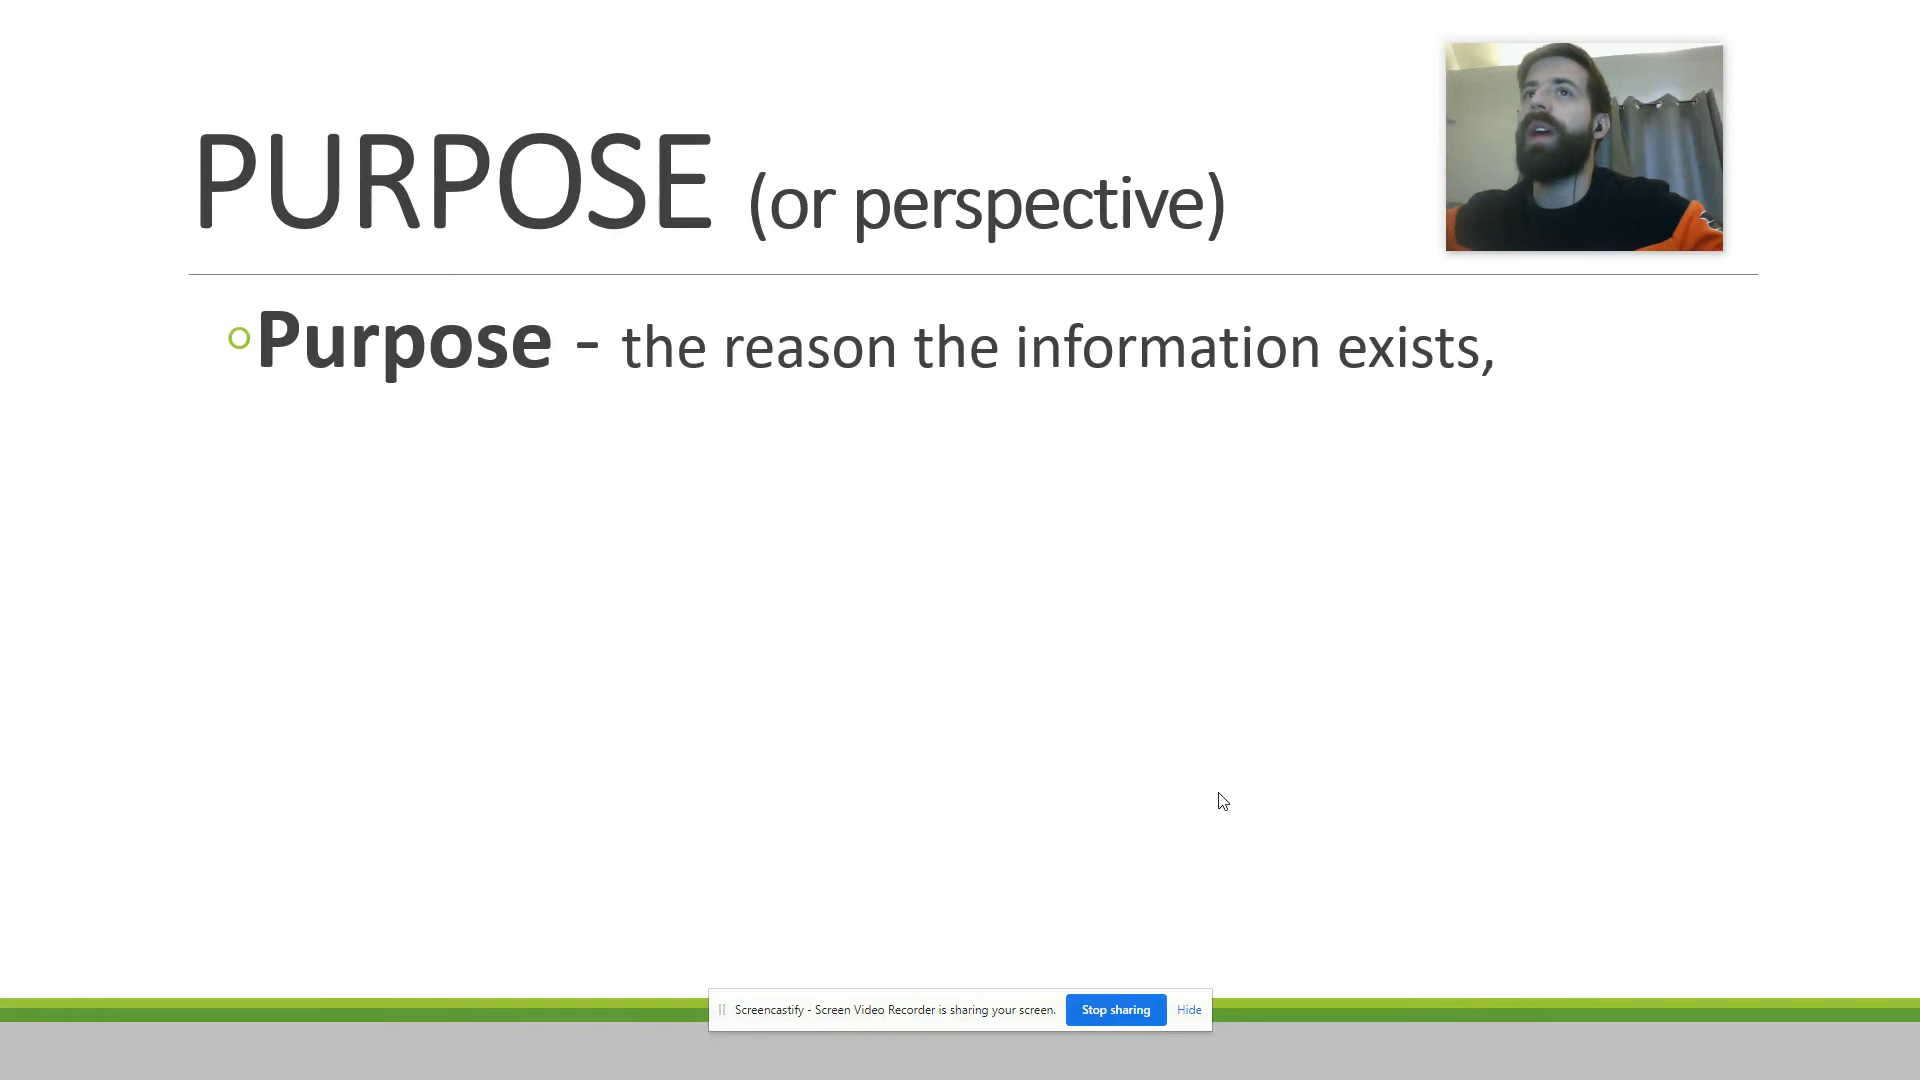 PURPOSE (or perspective)
Purpose - the reason the information exists,
Screencastify - Screen Video Recorder is sharing your screen. Stop sharing Hide